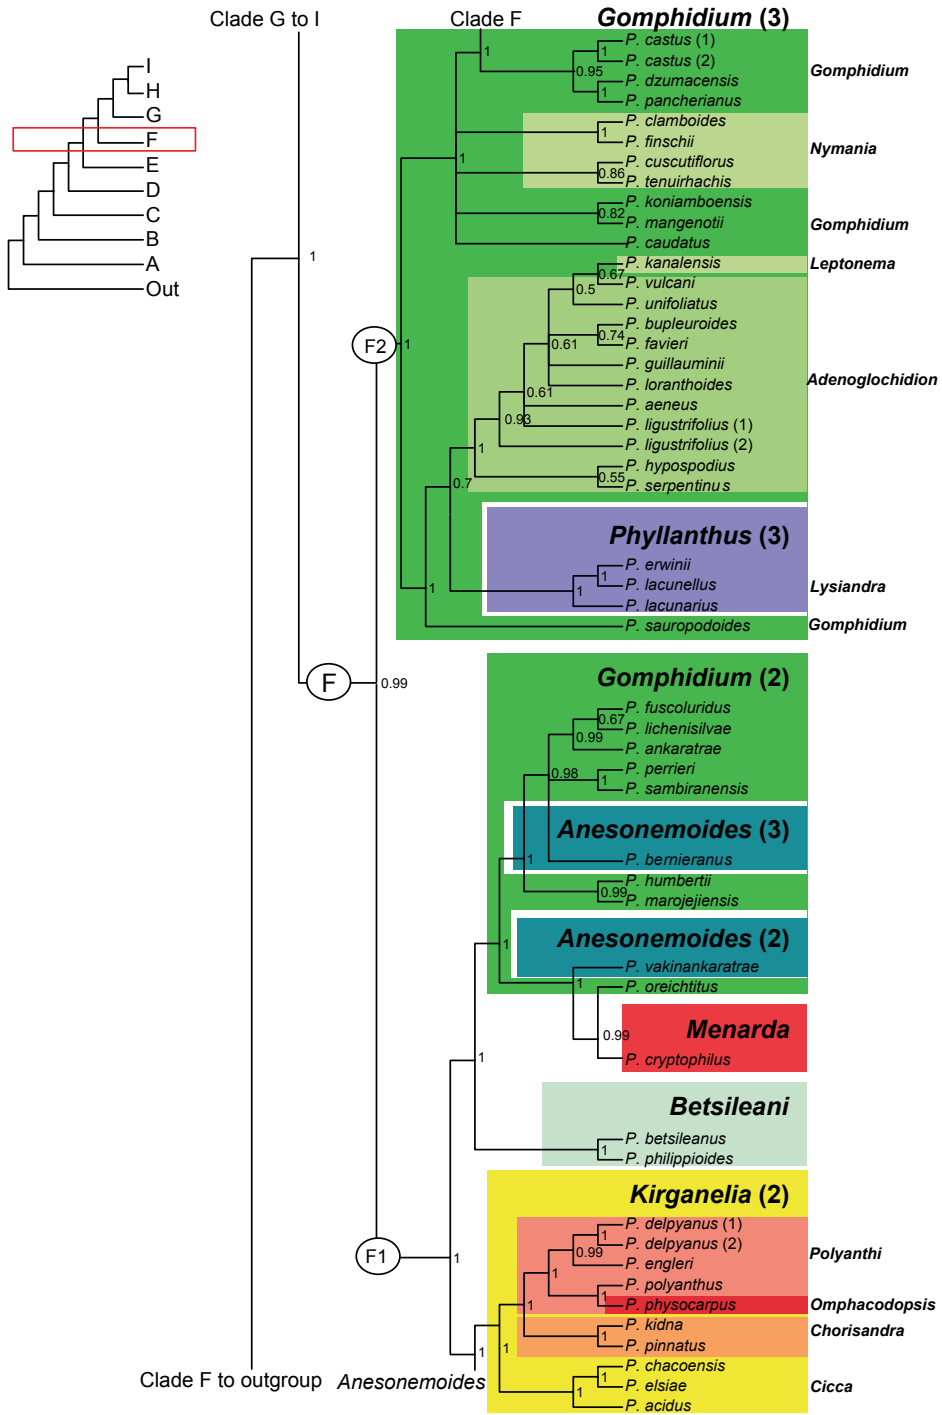 Clade G to I
Clade F
Gomphidium (3)
I
H
G
F
E
D
C
B
A
Out
1
1
0.95
1
P. castus (1)
P. castus (2)
P. dzumacensis
P. pancherianus
Gomphidium
1
1
0.86
P. clamboides
P. finschii
P. cuscutiflorus
P. tenuirhachis
Nymania
0.82
P. koniamboensis
P. mangenotii
P. caudatus
Gomphidium
1
0.67
P. kanalensis
Leptonema
0.5
P. vulcani
P. unifoliatus
0.74
P. bupleuroides
P. favieri
F2
1
0.61
P. guillauminii
P. loranthoides
Adenoglochidion
0.61
P. aeneus
0.93
P. ligustrifolius (1)
1
P. ligustrifolius (2)
0.7
0.55
P. hypospodius
P. serpentinus
Phyllanthus (3)
1
1
1
P. erwinii
P. lacunellus
P. lacunarius
Lysiandra
P. sauropodoides
Gomphidium
F
0.99
Gomphidium (2)
0.67
0.99
P. fuscoluridus
P. lichenisilvae
P. ankaratrae
0.98
1
P. perrieri
P. sambiranensis
Anesonemoides (3)
1
P. bernieranus
0.99
P. humbertii
P. marojejiensis
1
Anesonemoides (2)
1
P. vakinankaratrae
P. oreichtitus
0.99
Menarda
P. cryptophilus
1
Betsileani
1
P. betsileanus
P. philippioides
F1
1
Kirganelia (2)
1
0.99
P. delpyanus (1)
P. delpyanus (2)
P. engleri
Polyanthi
1
1
P. polyanthus
P. physocarpus
Omphacodopsis
1
1
P. kidna
P. pinnatus
Chorisandra
1
1
1
1
P. chacoensis
P. elsiae
P. acidus
Cicca
Clade F to outgroup
Anesonemoides